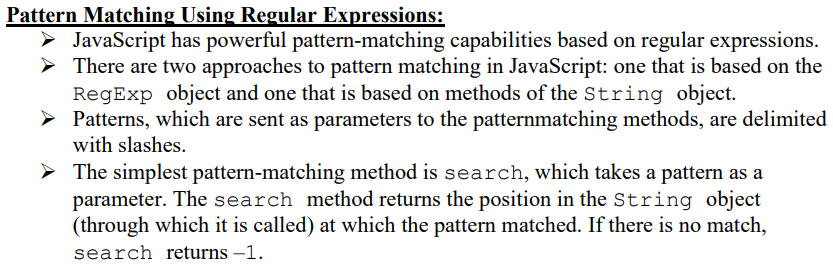 Pattern Matching Using Regular Expressions:
➢ JavaScript has powerful pattern-matching capabilities based on regular expressions.
➢ There are two approaches to pattern matching in JavaScript: one that is based on the
RegExp object and one that is based on methods of the String object.
➢ Patterns, which are sent as parameters to the patternmatching methods, are delimited
with slashes.
➢ The simplest pattern-matching method is search, which takes a pattern as a
parameter. The search method returns the position in the String object
(through which it is called) at which the pattern matched. If there is no match,
search returns –1.